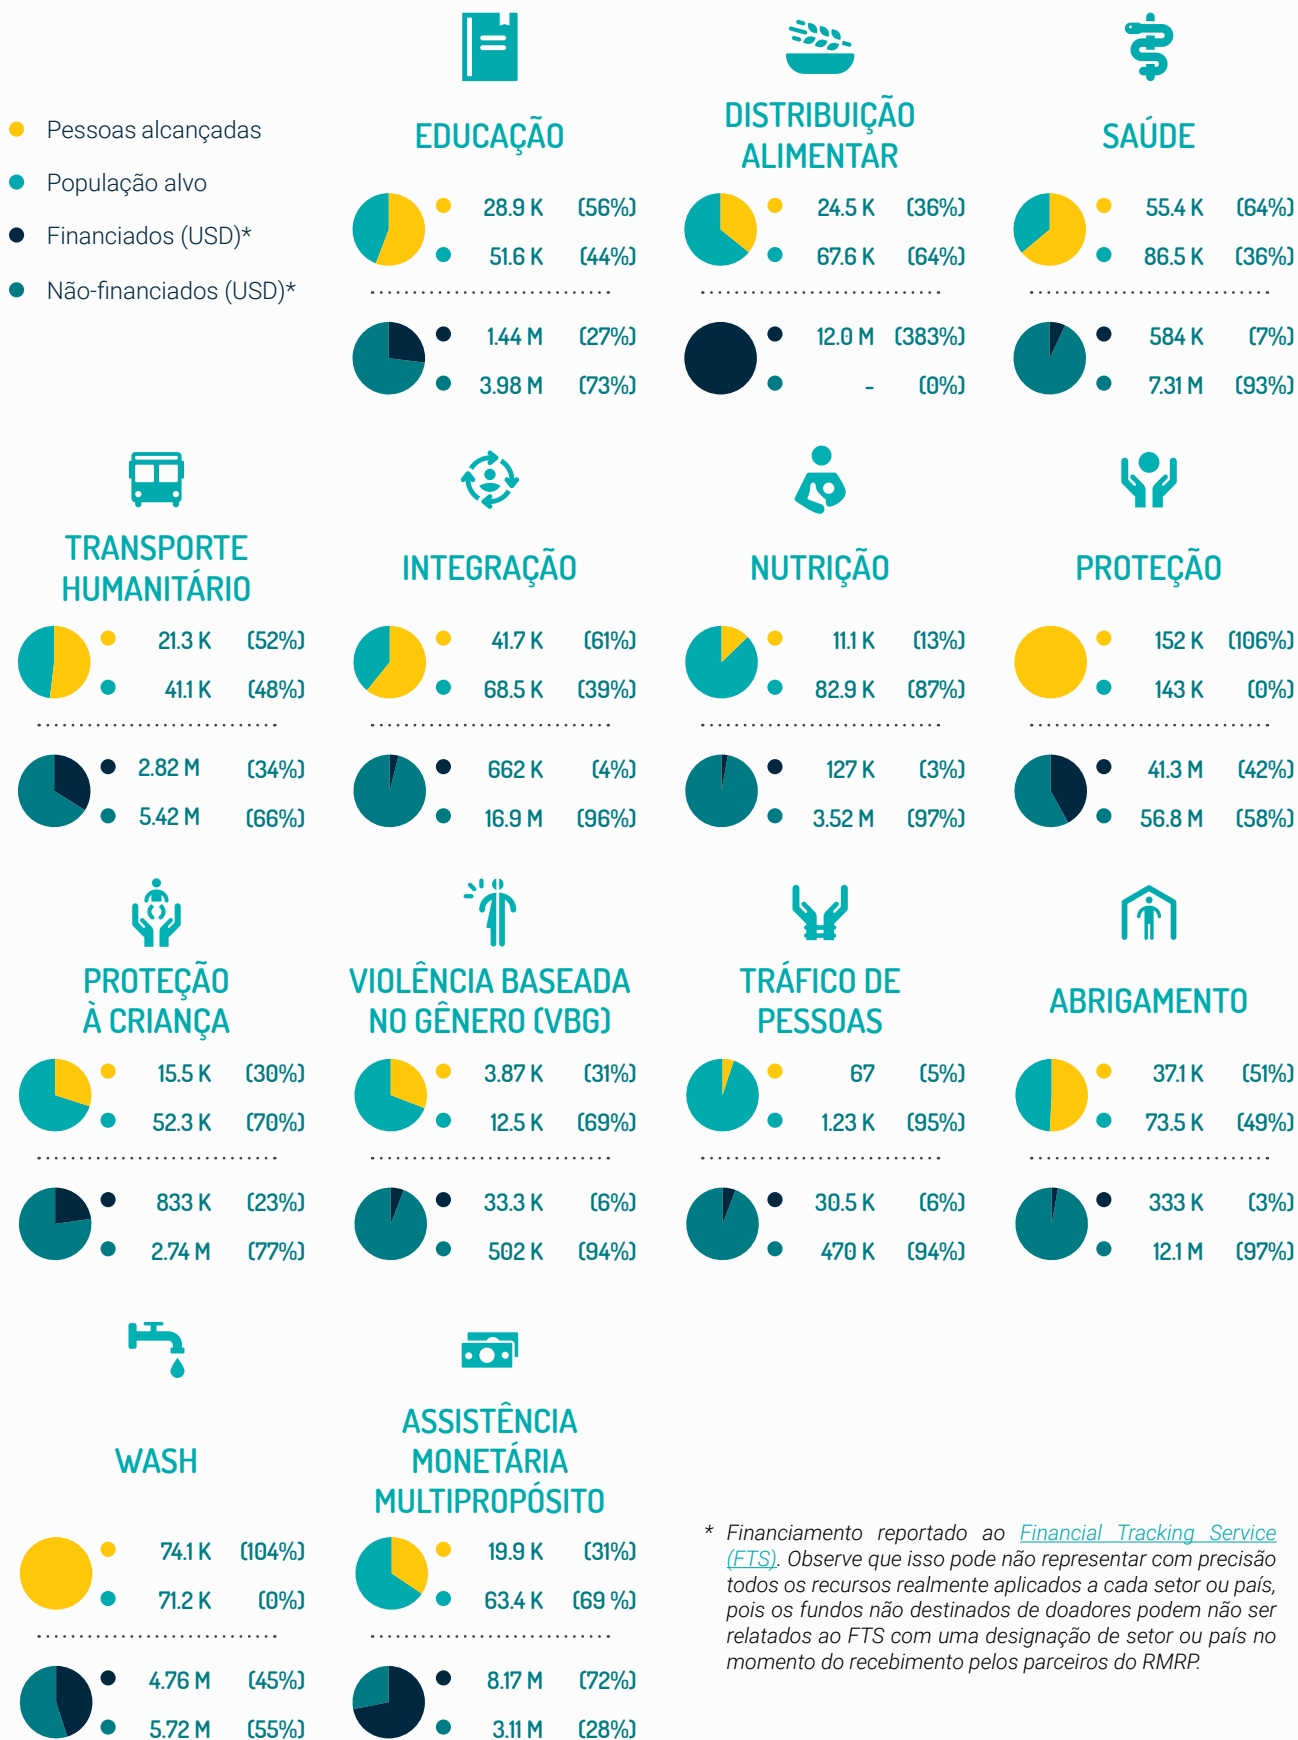 Pessoas alcançadas
População alvo
Financiados (USD)*
Não-financiados (USD)*
EDUCAÇÃO
28.9 K (56%)
51.6 K (44%)
1.44 M (27%)
3.98 M (73%)
DISTRIBUIÇÃO
ALIMENTAR
24.5 K (36%)
67.6 K (64%)
12.0 M (383%)
- (0%)
SAÚDE
55.4 K (64%)
86.5 K (36%)
584 K (7%)
7.31 M (93%)
TRANSPORTE
HUMANITÁRIO
21.3 K (52%)
41.1 K (48%)
2.82 M (34%)
5.42 M (66%)
INTEGRAÇÃO
41.7 K (61%)
68.5 K (39%)
662 K (4%)
16.9 M (96%)
NUTRIÇÃO
11.1 K (13%)
82.9 K (87%)
127 K (3%)
3.52 M (97%)
PROTEÇÃO
152 K (106%)
143 K (0%)
41.3 M (42%)
56.8 M (58%)
PROTEÇÃO
À CRIANÇA
15.5 K (30%)
52.3 K (70%)
833 K (23%)
2.74 M (77%)
VIOLÊNCIA BASEADA
NO GÊNERO (VBG)
3.87 K (31%)
12.5 K (69%)
33.3 K (6%)
502 K (94%)
TRÁFICO DE
PESSOAS
67 (5%)
1.23 K (95%)
30.5 K (6%)
470 K (94%)
ABRIGAMENTO
37.1 K (51%)
73.5 K (49%)
333 K (3%)
12.1 M (97%)
WASH
74.1 K (104%)
71.2 K (0%)
4.76 M (45%)
5.72 M (55%)
ASSISTÊNCIA
MONETÁRIA
MULTIPROPÓSITO
19.9 K (31%)
63.4 K (69 %)
8.17 M (72%)
3.11 M (28%)
* Financiamento reportado ao Financial Tracking Service
(FTS). Observe que isso pode não representar com precisão
todos os recursos realmente aplicados a cada setor ou país,
pois os fundos não destinados de doadores podem não ser
relatados ao FTS com uma designação de setor ou país no
momento do recebimento pelos parceiros do RMRP.